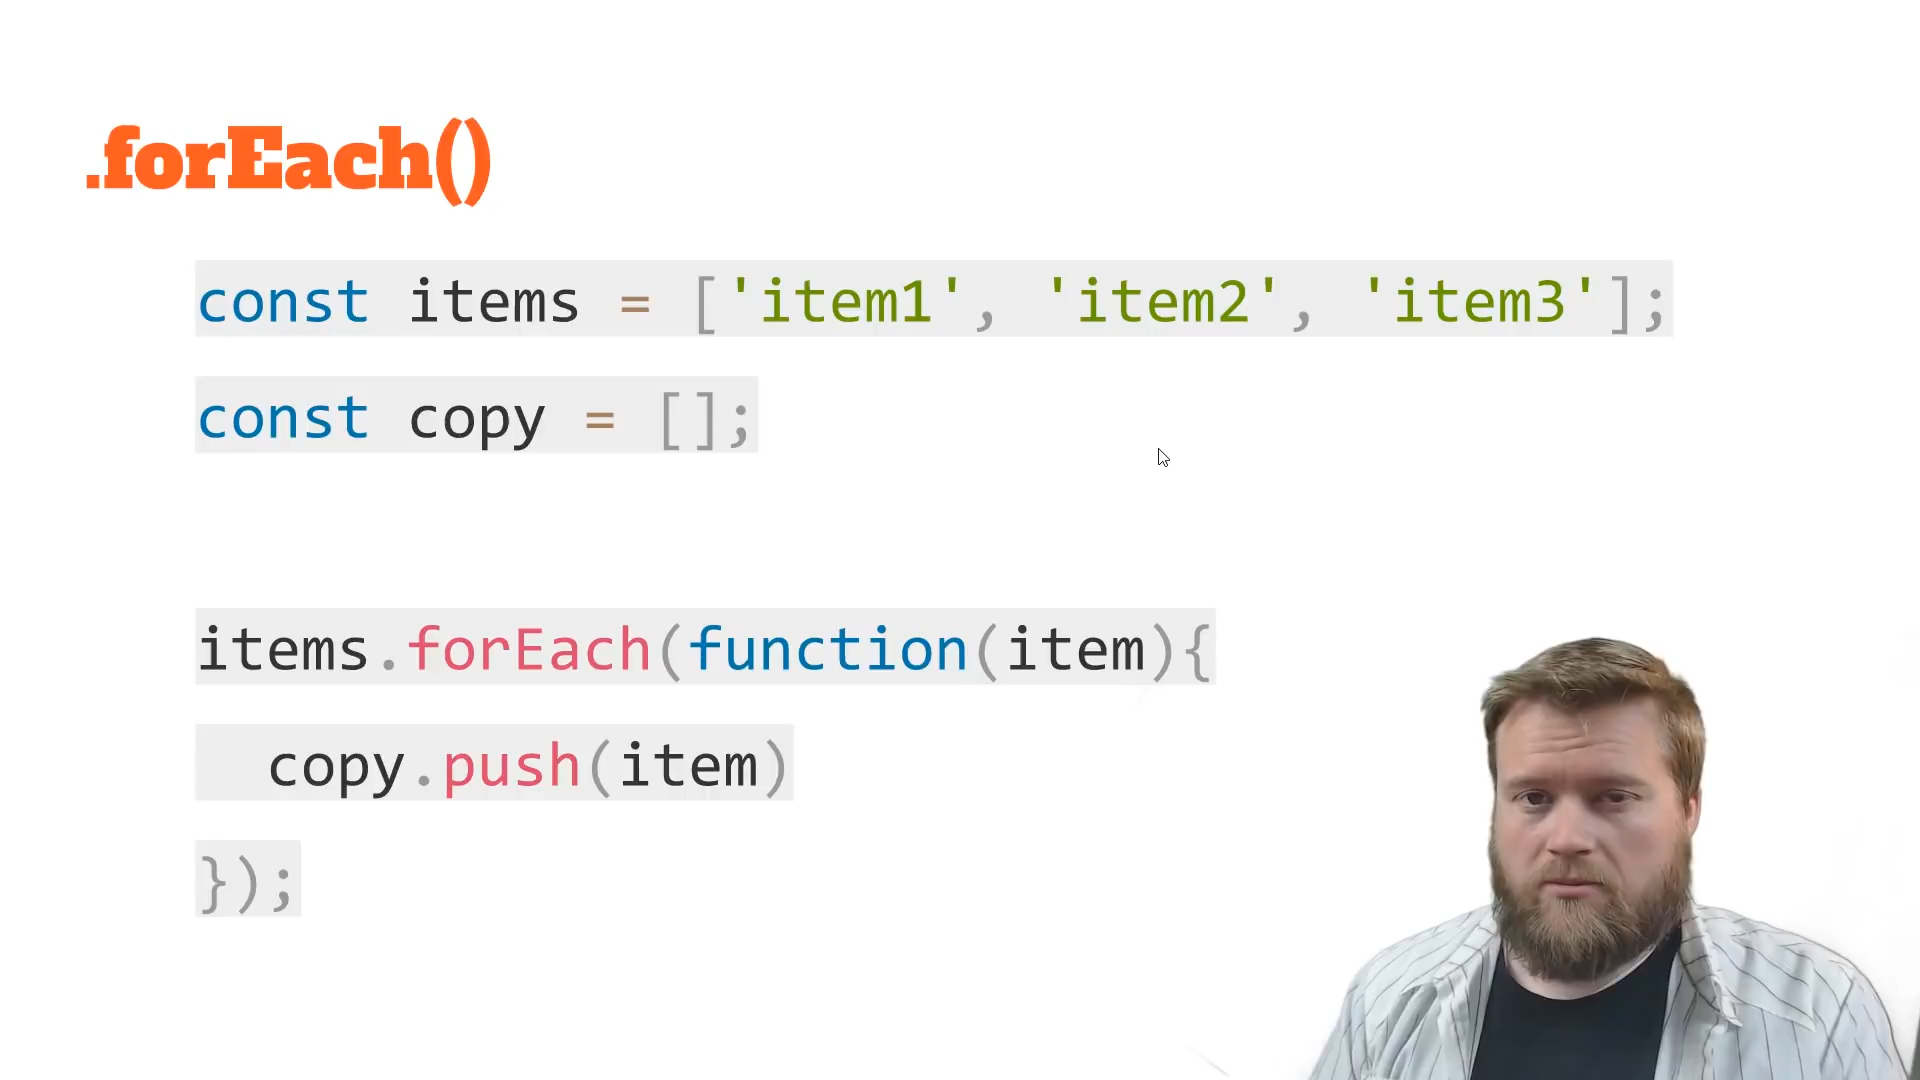 .forEach()
const items = ['item1', 'item2', 'item3'];
const copy = [];
items.forEach(function(item){
  copy.push(item)
});